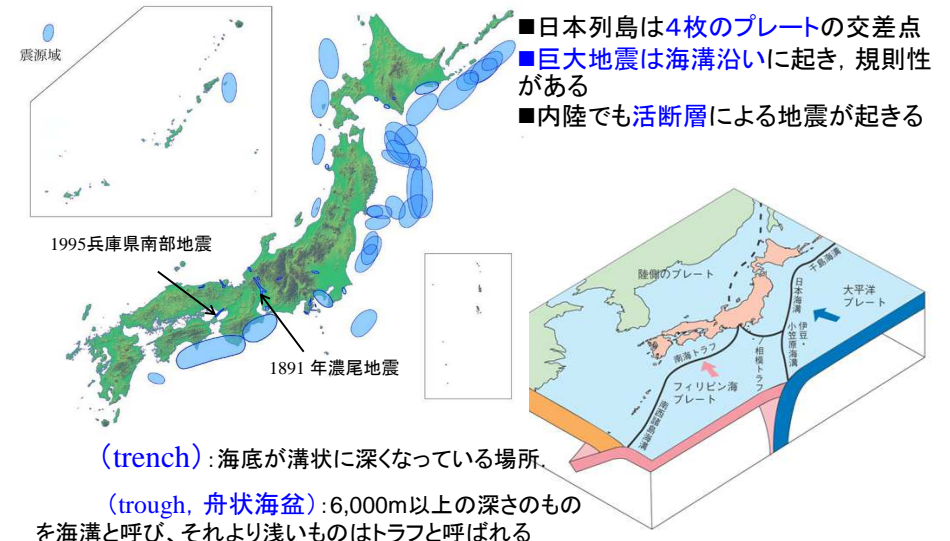 ■日本列島は４枚のプレートの交差点
■巨大地震は海溝沿いに起き，規則性
がある
■内陸でも活断層による地震が起きる
震源域
1995兵庫県南部地震
1891 年濃尾地震
陸側のプレート
千島海溝
日本海溝
太平洋
プレート
伊豆・
小笠原海溝
相模トラフ
南海トラフ
フィリピン海
プレート
南西諸島海溝
（trench）：海底が溝状に深くなっている場所．
（trough，舟状海盆）：6,000m以上の深さのもの
を海溝と呼び、それより浅いものはトラフと呼ばれる